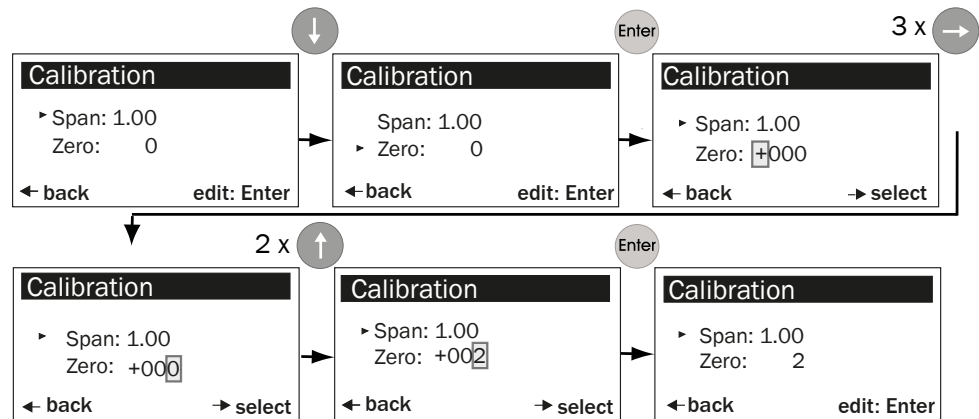 Enter
3 x →
Calibration
▸ Span: 1.00
Zero: 0
← back edit: Enter
Calibration
Span: 1.00
▸ Zero: 0
← back edit: Enter
Calibration
▸ Span: 1.00
Zero: +000
← back → select
2 x ↑
Enter
Calibration
▸ Span: 1.00
Zero: +000
← back → select
Calibration
▸ Span: 1.00
Zero: +002
← back → select
Calibration
▸ Span: 1.00
Zero: 2
← back edit: Enter